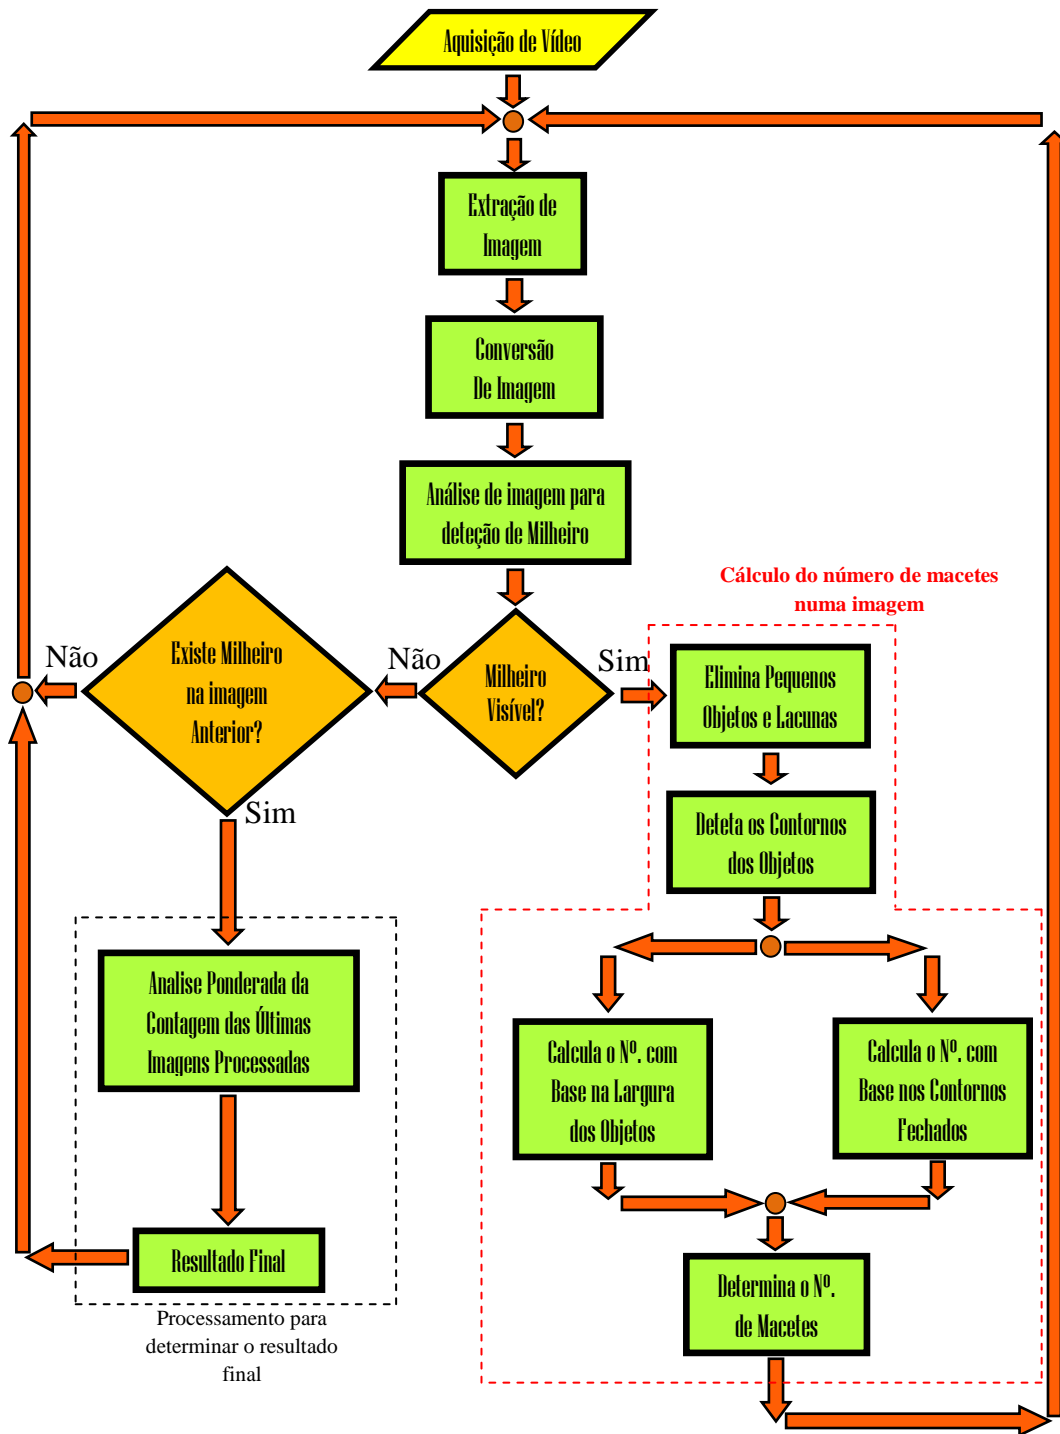 Aquisição de Vídeo
Extração de
Imagem
Conversão
De Imagem
Análise de imagem para
deteção de Milheiro
Cálculo do número de macetes
numa imagem
Não
Existe Milheiro
na imagem
Anterior?
Não
Milheiro
Visível?
Sim
Elimina Pequenos
Objetos e Lacunas
Sim
Deteta os Contornos
dos Objetos
Analise Ponderada da
Contagem das Últimas
Imagens Processadas
Calcula o Nº. com
Base na Largura
dos Objetos
Calcula o Nº. com
Base nos Contornos
Fechados
Resultado Final
Determina o Nº.
de Macetes
Processamento para
determinar o resultado
final